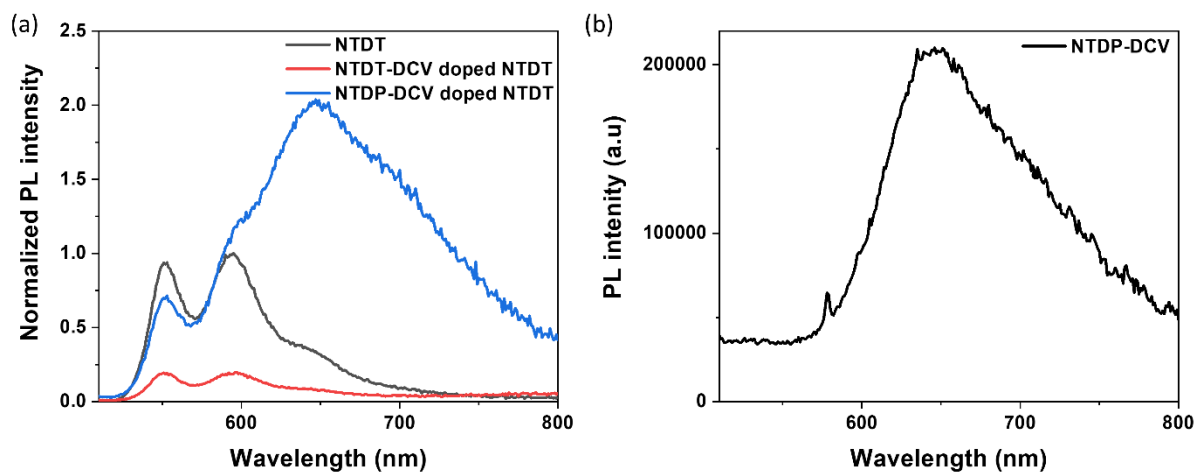 (a)
Normalized PL intensity
2.5
2.0
1.5
1.0
0.5
0.0
NTDT
NTDT-DCV doped NTDT
NTDP-DCV doped NTDT
600
700
800
Wavelength (nm)
(b)
PL intenity (a.u)
200000
100000
0
NTDP-DCV
600
700
800
Wavelength (nm)